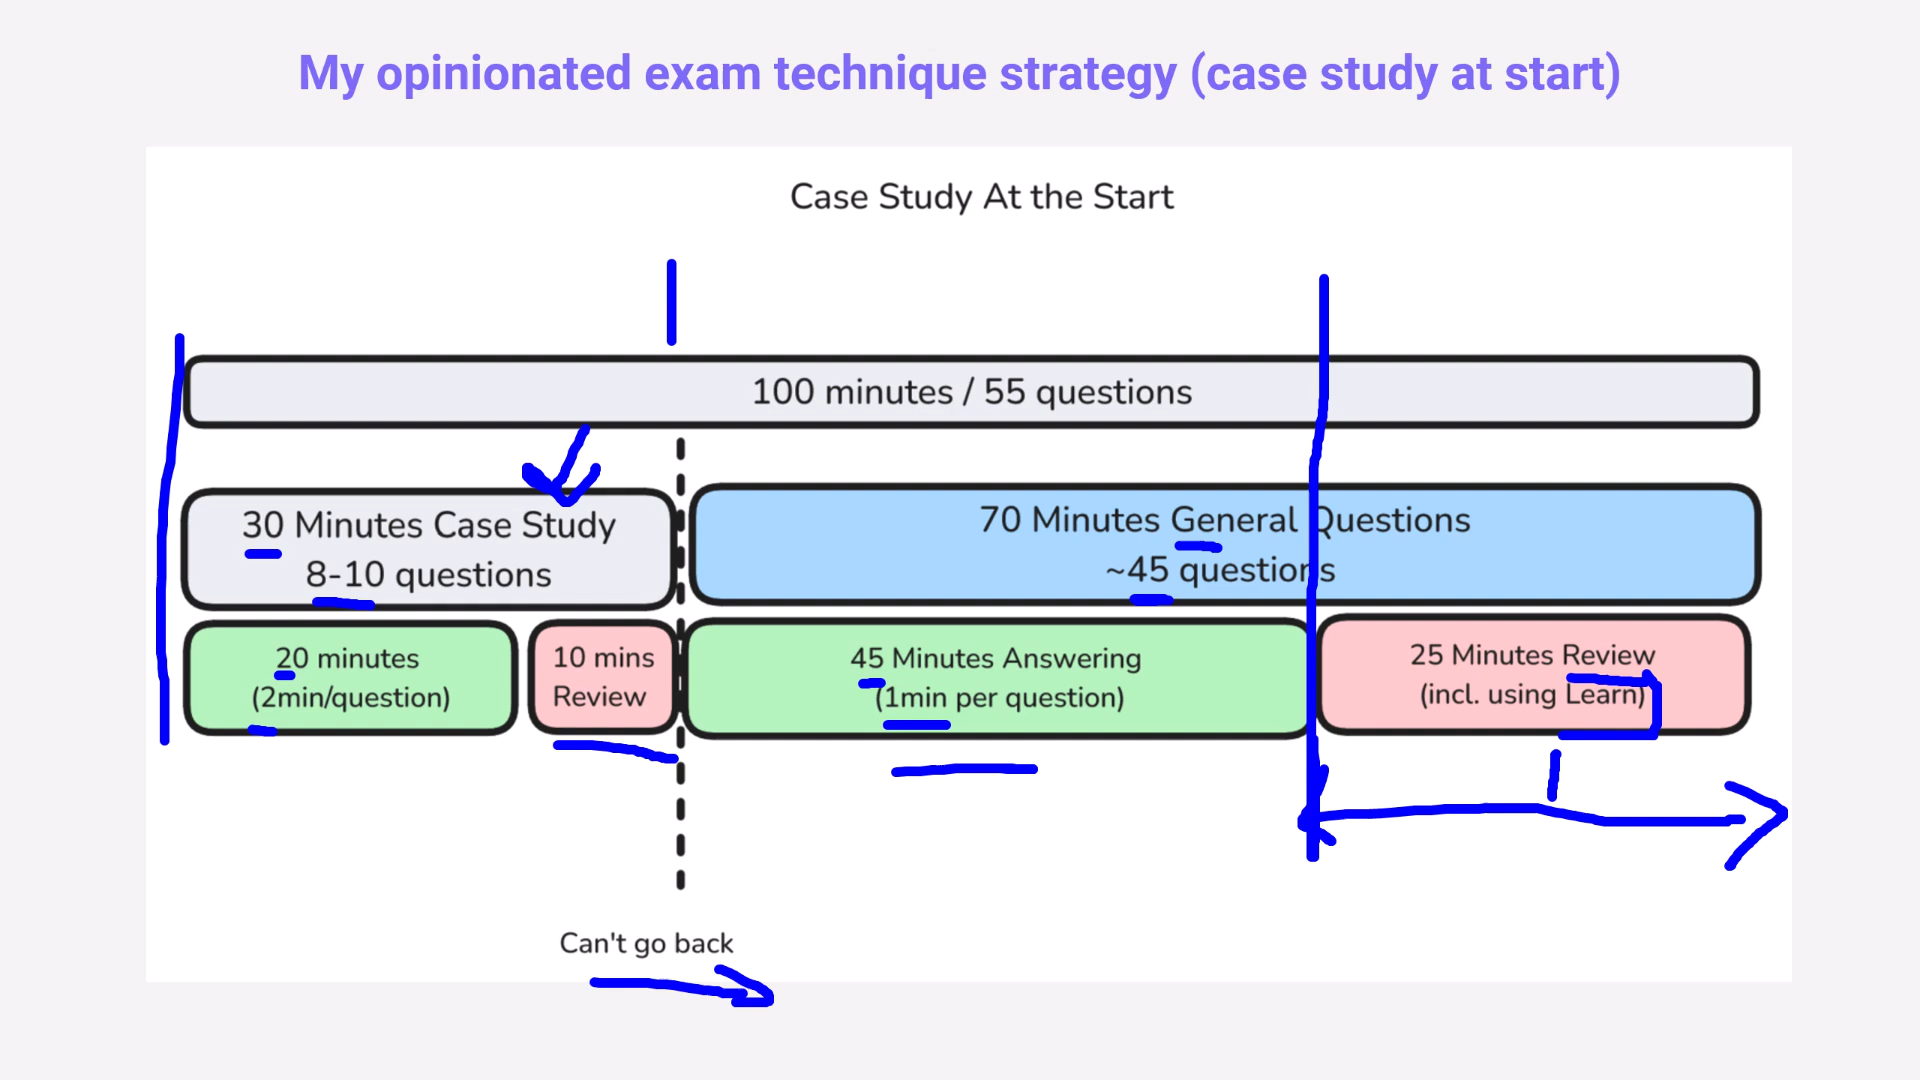 My opinionated exam technique strategy (case study at start)
Case Study At the Start
100 minutes / 55 questions
30 Minutes Case Study
8-10 questions
70 Minutes General Questions
~45 questions
20 minutes
(2min/question)
10 mins
Review
45 Minutes Answering
(1min per question)
25 Minutes Review
(incl. using Learn)
Can't go back